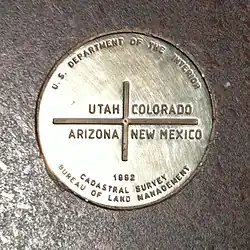 U.S. DEPARTMENT OF THE INTERIOR
UTAH COLORADO
ARIZONA NEW MEXICO
1992
CADASTRAL SURVEY
BUREAU OF LAND MANAGEMENT